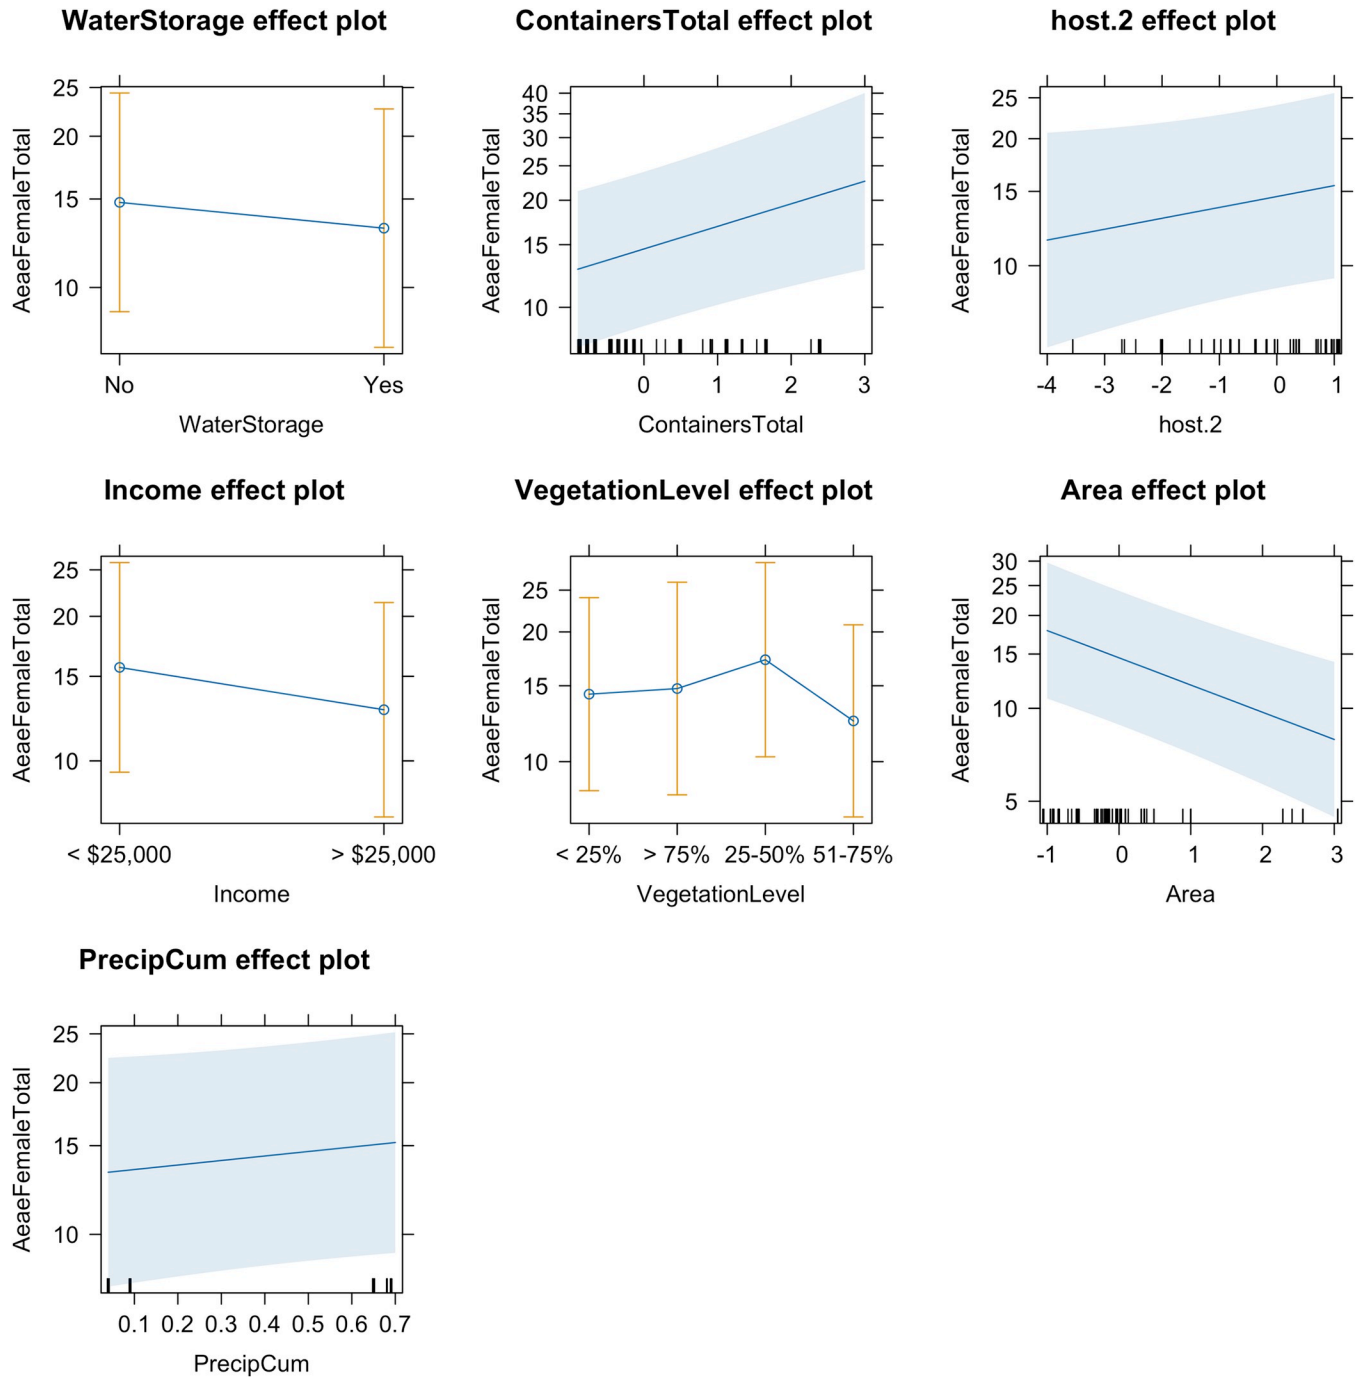 WaterStorage effect plot
AeaeFemaleTotal
25
20
15
10
No Yes
WaterStorage
ContainersTotal effect plot
AeaeFemaleTotal
40
35
30
25
20
15
10
0 1 2 3
ContainersTotal
host.2 effect plot
AeaeFemaleTotal
25
20
15
10
-4 -3 -2 -1 0 1
host.2
Income effect plot
AeaeFemaleTotal
25
20
15
10
< $25,000 > $25,000
Income
VegetationLevel effect plot
AeaeFemaleTotal
25
20
15
10
< 25% > 75% 25-50% 51-75%
VegetationLevel
Area effect plot
AeaeFemaleTotal
30
25
20
15
10
5
-1 0 1 2 3
Area
PrecipCum effect plot
AeaeFemaleTotal
25
20
15
10
0.1 0.2 0.3 0.4 0.5 0.6 0.7
PrecipCum